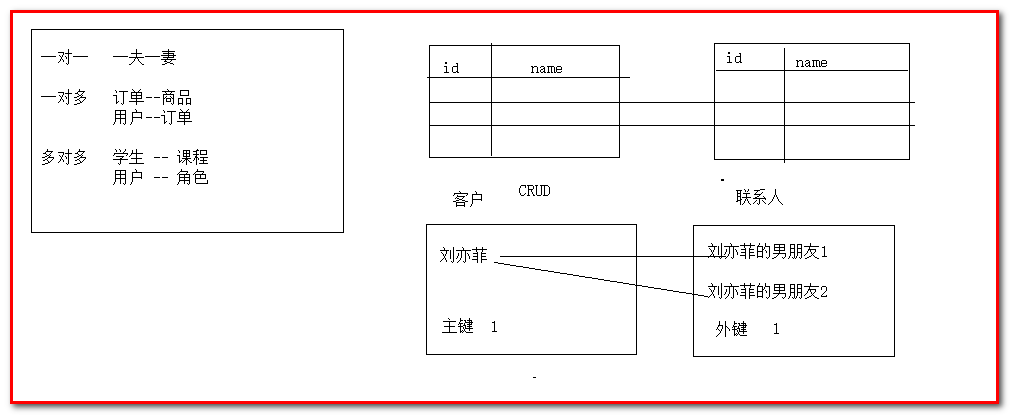 一对一 一夫一妻
一对多 订单--商品
用户--订单
多对多 学生 -- 课程
用户 -- 角色
id name
id name
客户 CRUD
联系人
刘亦菲
主键 1
刘亦菲的男朋友1
刘亦菲的男朋友2
外键 1